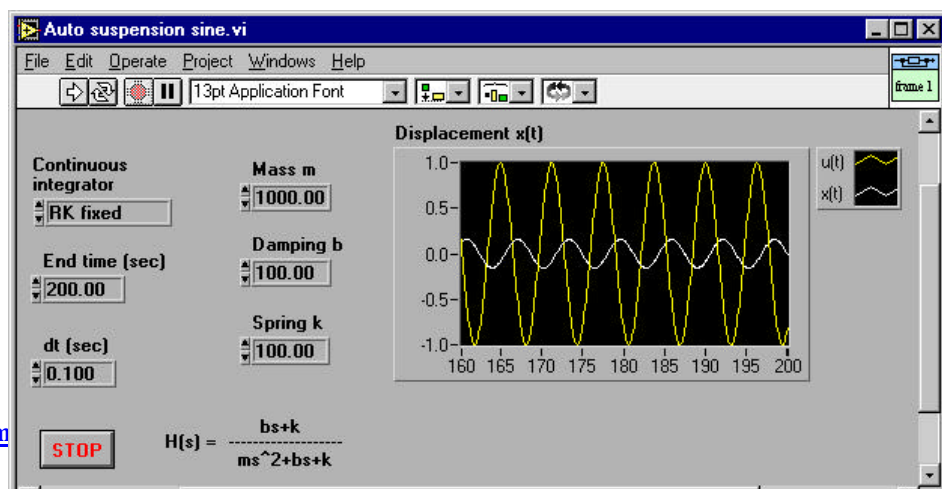 Auto suspension sine.vi
File Edit Operate Project Windows Help
13pt Application Font
frame 1
Displacement x(t)
Continuous
integrator
RK fixed
Mass m
1000.00
End time (sec)
200.00
Damping b
100.00
dt (sec)
0.100
Spring k
100.00
1.0
0.5
0.0
-0.5
-1.0
160 165 170 175 180 185 190 195 200
u(t)
x(t)
STOP
H(s) =
bs+k
--------------------
ms^2+bs+k